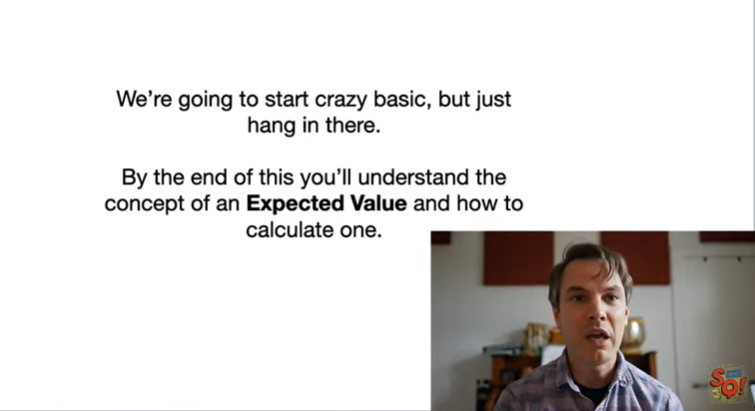 We're going to start crazy basic, but just
hang in there.
By the end of this you'll understand the
concept of an Expected Value and how to
calculate one.
SQ!